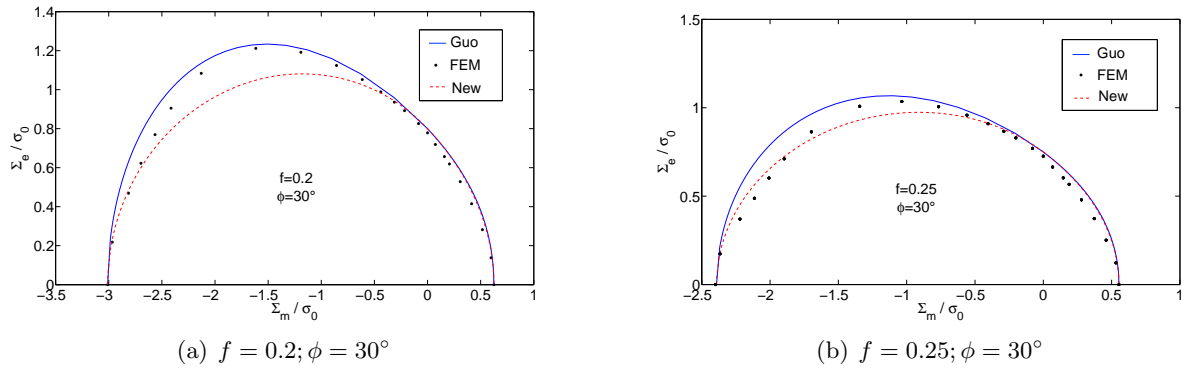 1.4
1.2
1
0.8
0.6
0.4
0.2
0
Σe / σ0
−3.5 −3 −2.5 −2 −1.5 −1 −0.5 0 0.5 1
Σm / σ0
Guo
FEM
New
f=0.2
ϕ=30°
(a) f = 0.2; ϕ = 30°
1.5
1
0.5
0
Σe / σ0
−2.5 −2 −1.5 −1 −0.5 0 0.5 1
Σm / σ0
Guo
FEM
New
f=0.25
ϕ=30°
(b) f = 0.25; ϕ = 30°